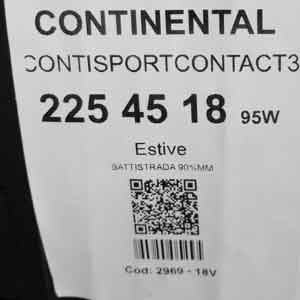 CONTINENTAL
CONTISPORTCONTACT3
225 45 18 95W
Estive
BATTISTRADA 90%MM
Cod: 2969 - 18V